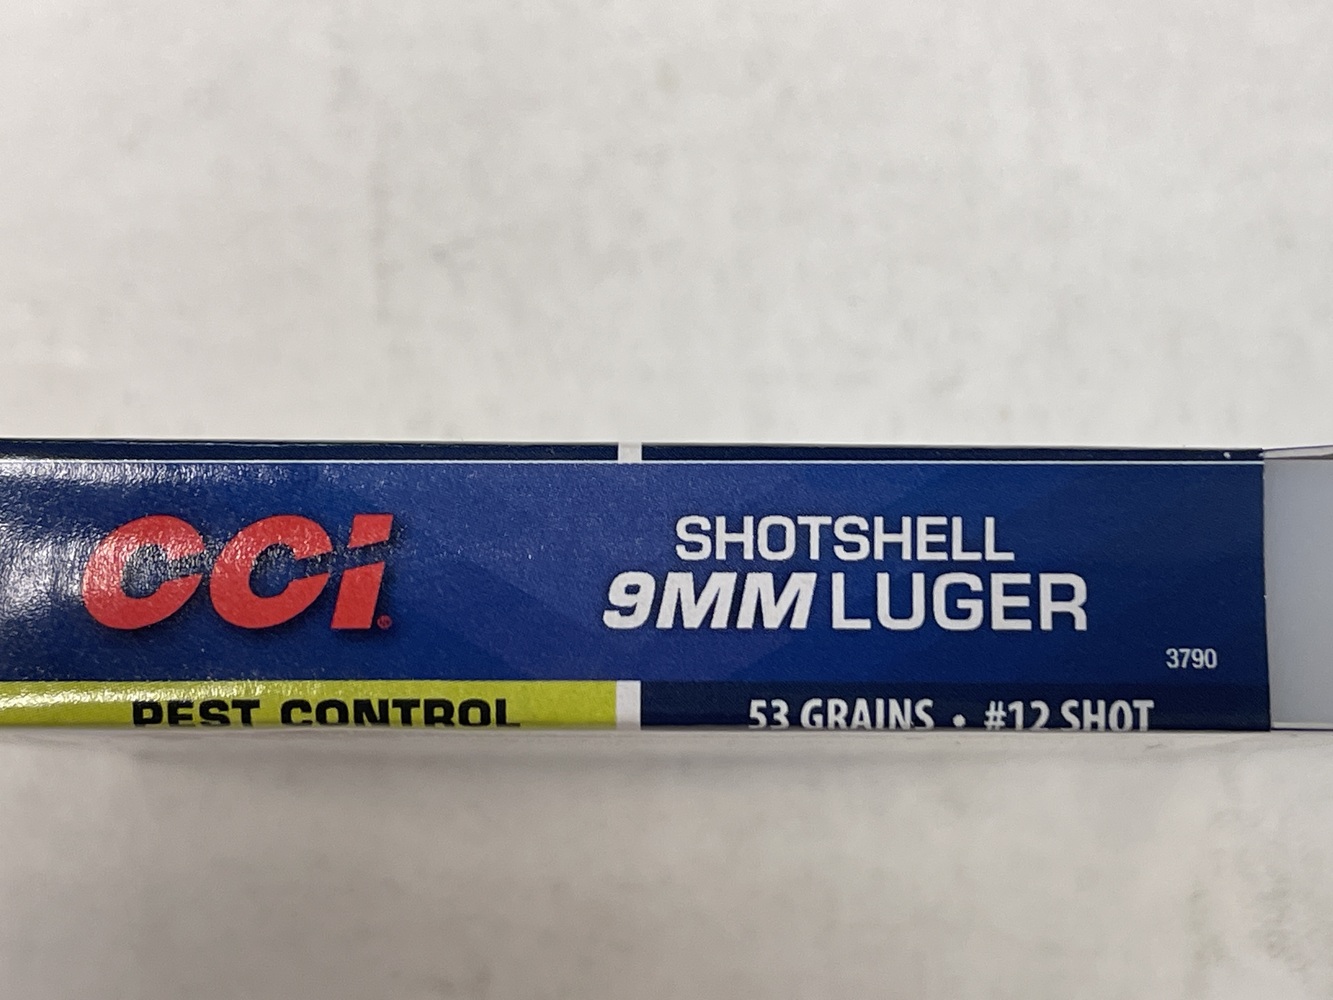 CCI
SHOTSHELL
9MM LUGER
3790
PEST CONTROL
53 GRAINS • #12 SHOT